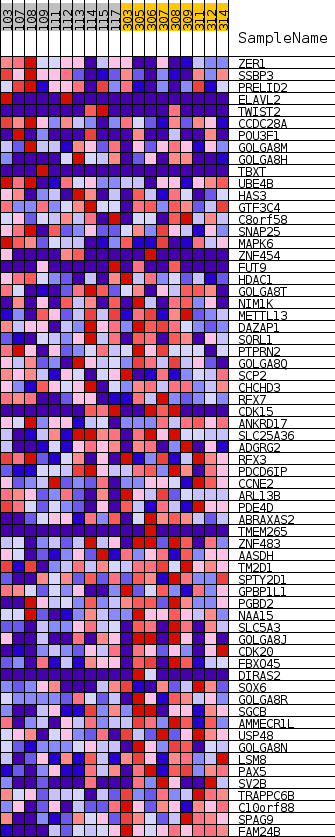 103 107 108 109 111 112 113 114 115 117 303 305 306 307 308 309 311 312 314
SampleName
ZER1
SSBP3
PRELID2
ELAVL2
TWIST2
CCDC28A
POU3F1
GOLGA8M
GOLGA8H
TBXT
UBE4B
HAS3
GTF3C4
C8orf58
SNAP25
MAPK6
ZNF454
FUT9
HDAC1
GOLGA8T
NIM1K
METTL13
DAZAP1
SORL1
PTPRN2
GOLGA8Q
SCP2
CHCHD3
RFX7
CDK15
ANKRD17
SLC25A36
ADGRG2
RFX3
PDCD6IP
CCNE2
ARL13B
PDE4D
ABRAXAS2
TMEM265
ZNF483
AASDH
TM2D1
SPTY2D1
GPBP1L1
PGBD2
NAA15
SLC5A3
GOLGA8J
CDK20
FBXO45
DIRAS2
SOX6
GOLGA8R
SGCB
AMMECR1L
USP48
GOLGA8N
LSM8
PAX5
SV2B
TRAPPC6B
C10orf88
SPAG9
FAM24B